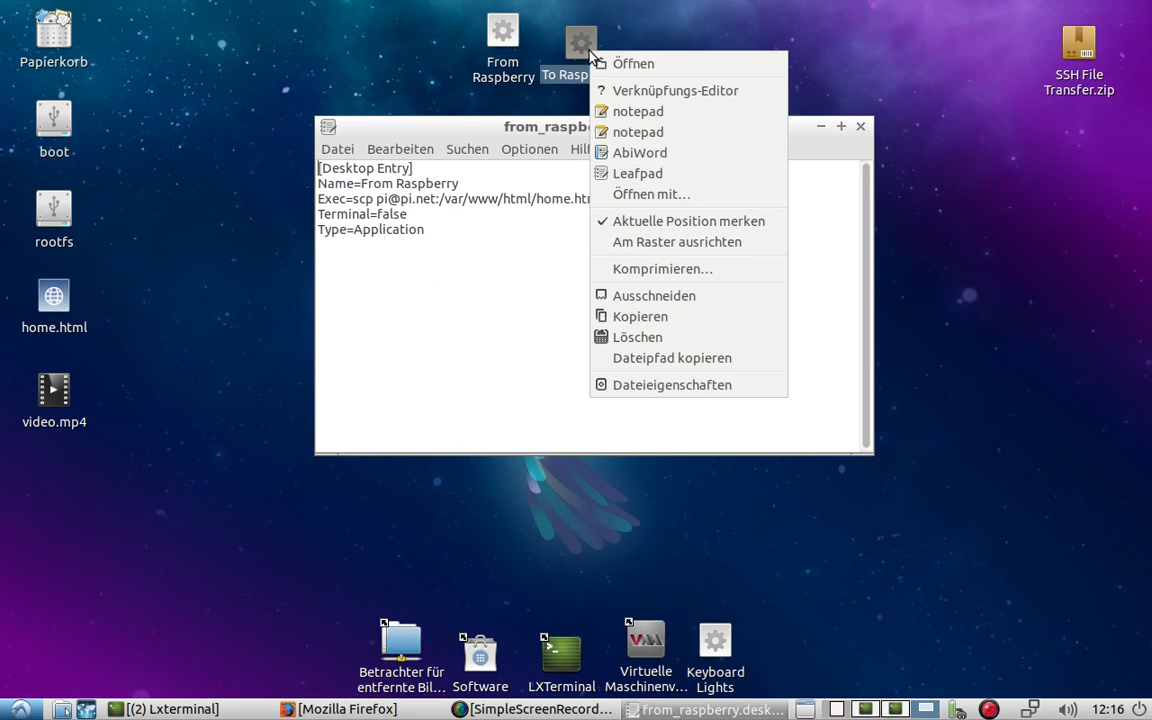 Papierkorb
boot
rootfs
home.html
video.mp4
From
Raspberry
To Rasp
SSH File
Transfer.zip
from_raspb
Datei Bearbeiten Suchen Optionen Hilf
[Desktop Entry]
Name=From Raspberry
Exec=scp pi@pi.net:/var/www/html/home.htm
Terminal=false
Type=Application
Öffnen
? Verknüpfungs-Editor
notepad
notepad
AbiWord
Leafpad
Öffnen mit...
Aktuelle Position merken
Am Raster ausrichten
Komprimieren...
Ausschneiden
Kopieren
Löschen
Dateipfad kopieren
Dateieigenschaften
Betrachter für
entfernte Bil...
Software
LXTerminal
Virtuelle
Maschinenv...
Keyboard
Lights
[(2) Lxterminal]
[Mozilla Firefox]
[SimpleScreenRecord...
from_raspberry.desk...
12:16